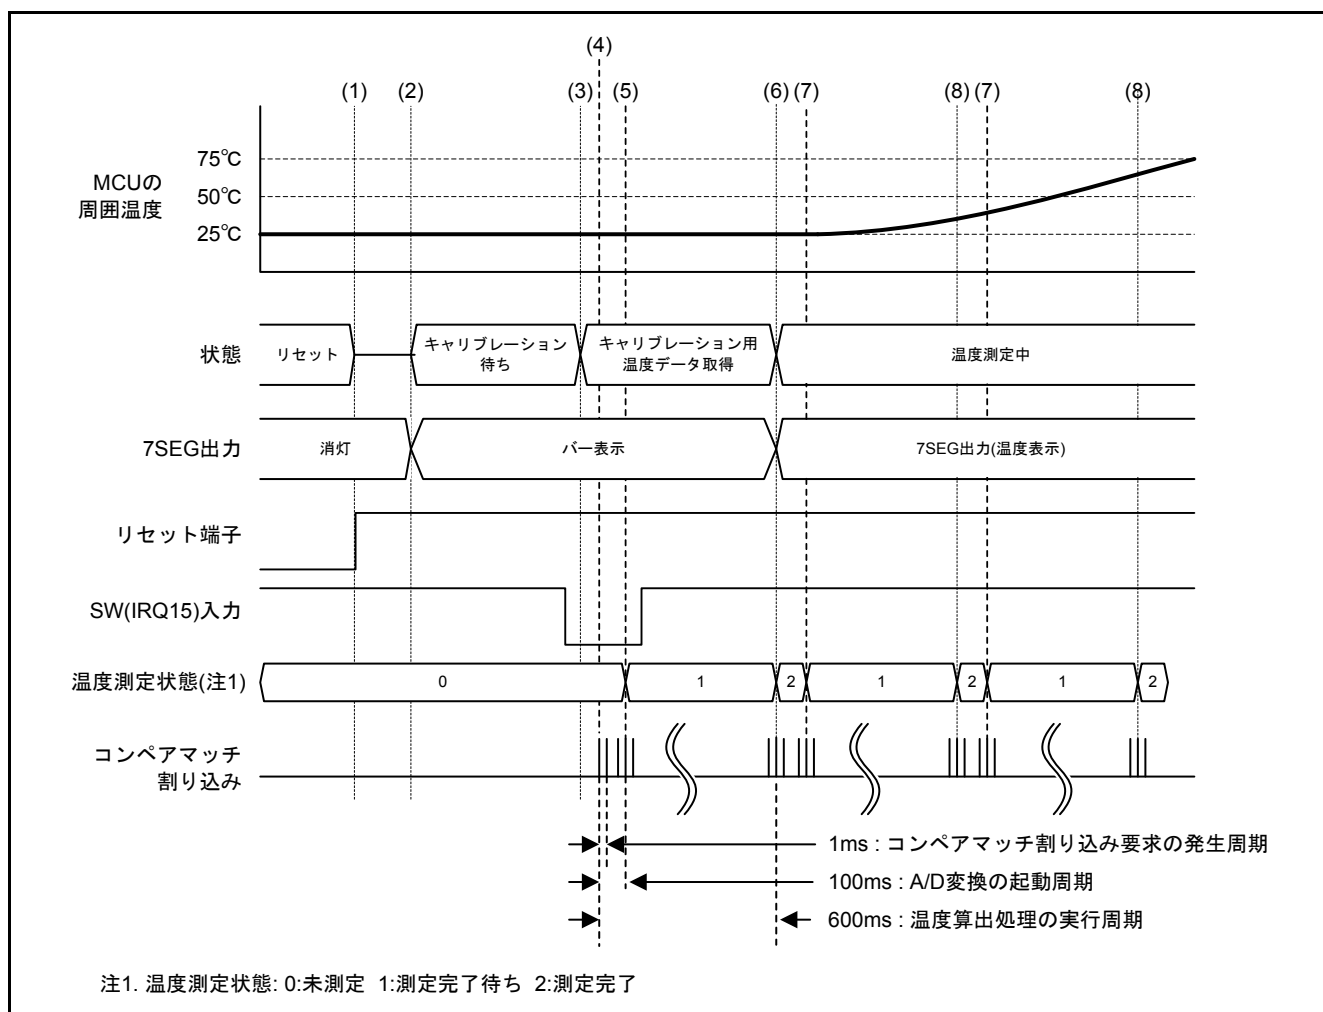 (4)
(1) (2) (3) (5) (6) (7) (8) (7) (8)
75℃
MCUの
周囲温度
50℃
25℃
状態
リセット
キャリブレーション
待ち
キャリブレーション用
温度データ取得
温度測定中
7SEG出力
消灯
バー表示
7SEG出力(温度表示)
リセット端子
SW(IRQ15)入力
温度測定状態(注1)
0 1 2 1 2 1 2
コンペアマッチ
割り込み
1ms : コンペアマッチ割り込み要求の発生周期
100ms : A/D変換の起動周期
600ms : 温度算出処理の実行周期
注1. 温度測定状態: 0:未測定 1:測定完了待ち 2:測定完了